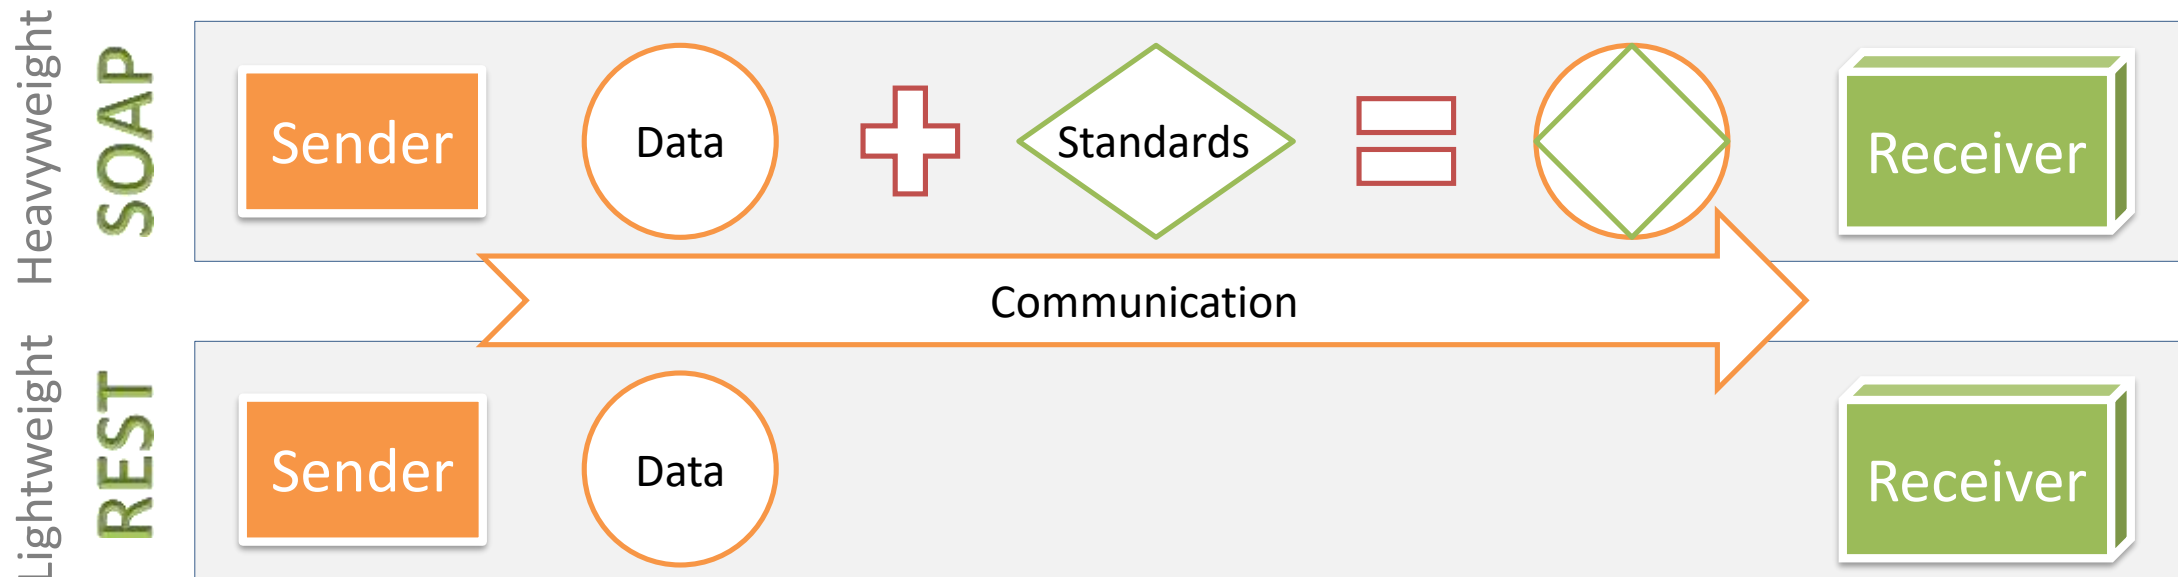 Heavyweight
SOAP
Sender
Data
Standards
Receiver
Communication
Lightweight
REST
Sender
Data
Receiver